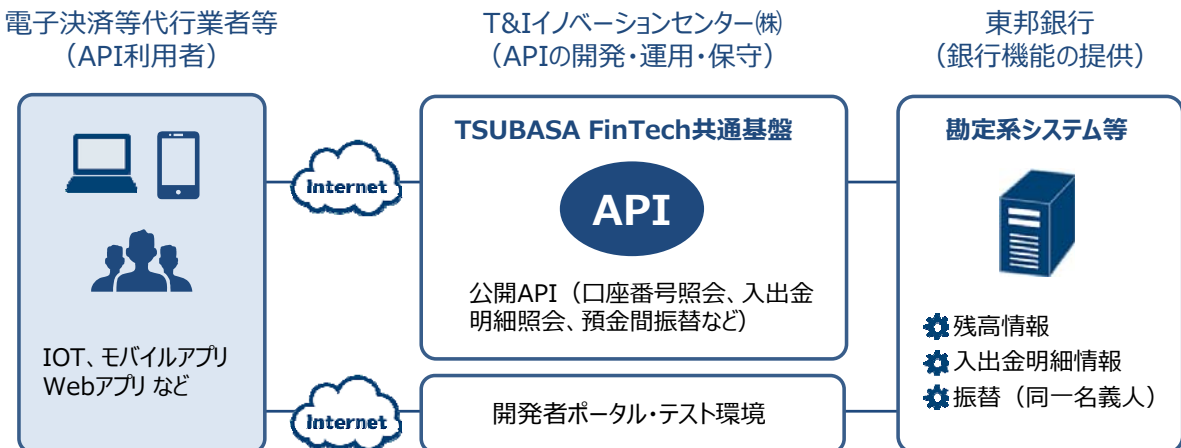 電子決済等代行業者等
（API利用者）
T&Iイノベーションセンター㈱
（APIの開発・運用・保守）
東邦銀行
（銀行機能の提供）
IOT、モバイルアプリ
Webアプリ など
Internet
Internet
TSUBASA FinTech共通基盤
API
公開API（口座番号照会、入出金
明細照会、預金間振替など）
開発者ポータル・テスト環境
勘定系システム等
残高情報
入出金明細情報
振替（同一名義人）